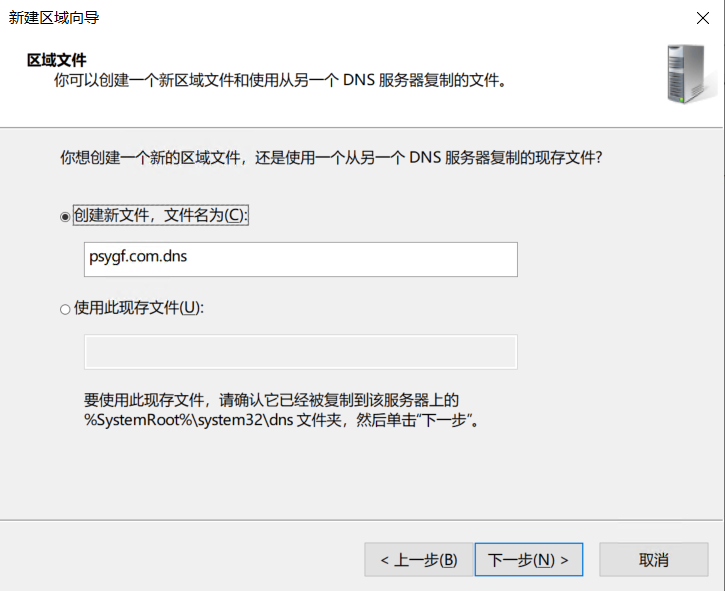 新建区域向导
区域文件
你可以创建一个新区域文件和使用从另一个 DNS 服务器复制的文件。
你想创建一个新的区域文件，还是使用一个从另一个 DNS 服务器复制的现存文件?
创建新文件，文件名为(C):
psygf.com.dns
使用此现存文件(U):
要使用此现存文件，请确认它已经被复制到该服务器上的
%SystemRoot%\system32\dns 文件夹，然后单击“下一步”。
< 上一步(B)
下一步(N) >
取消